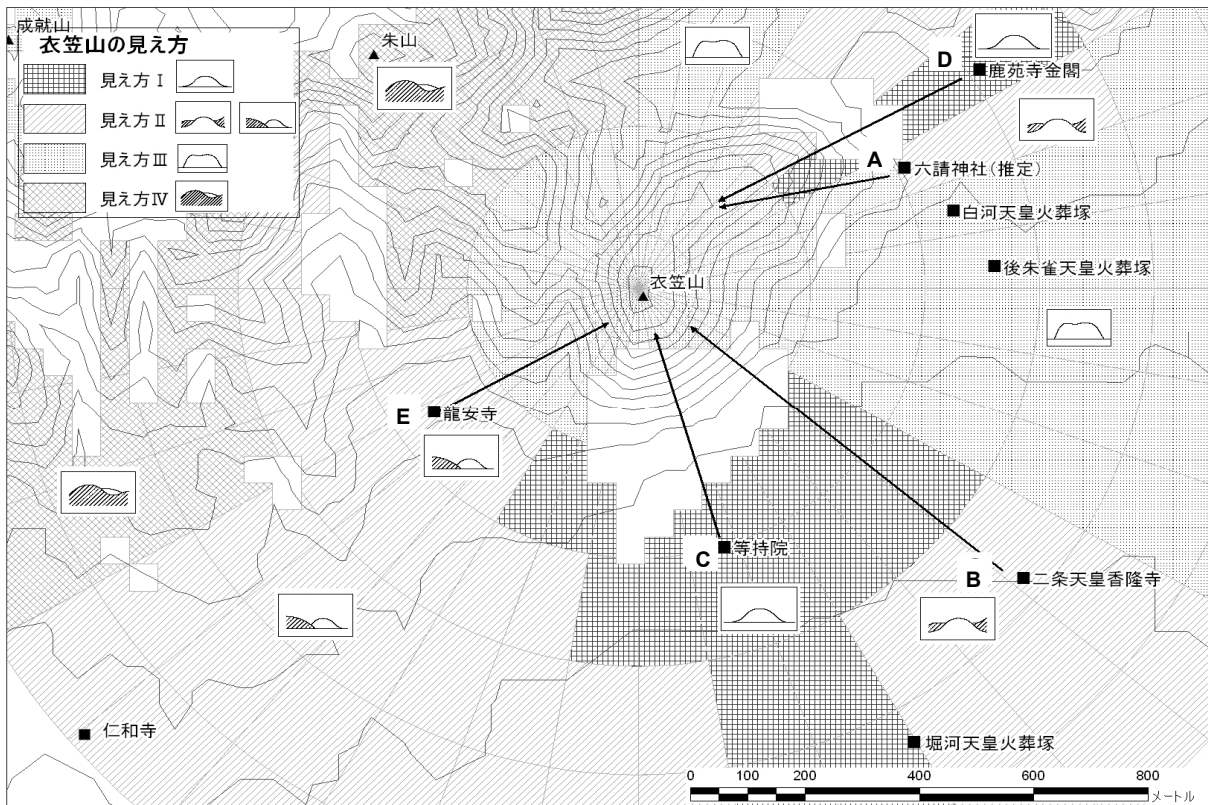 成就山
衣笠山の見え方
見え方Ⅰ
見え方Ⅱ
見え方Ⅲ
見え方Ⅳ
朱山
D
鹿苑寺金閣
A
六請神社(推定)
白河天皇火葬塚
後朱雀天皇火葬塚
衣笠山
E
龍安寺
C
等持院
B
二条天皇香隆寺
仁和寺
堀河天皇火葬塚
0 100 200 400 600 800
メートル